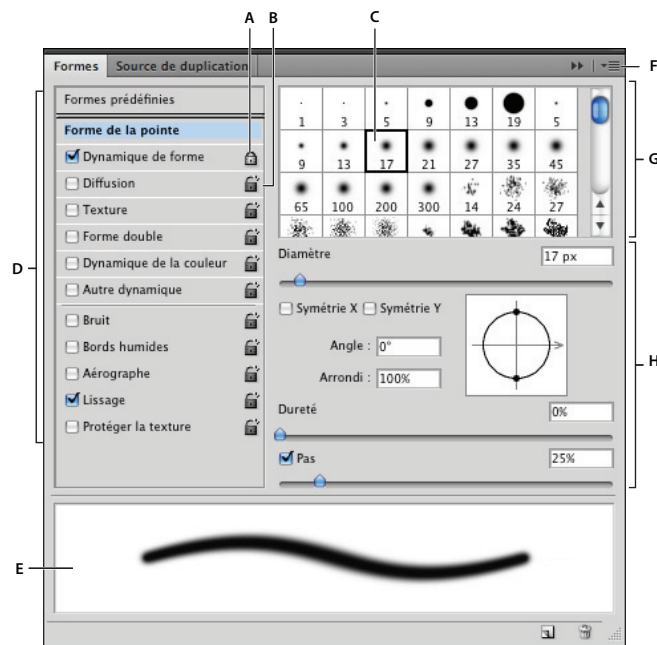 A
B
C
Formes
Source de duplication
F
Formes prédéfinies
Forme de la pointe
Dynamique de forme
Diffusion
Texture
Forme double
Dynamique de la couleur
Autre dynamique
Bruit
Bords humides
Aérographe
Lissage
Protéger la texture
D
1 3 5 9 13 19 5
9 13 17 21 27 35 45
65 100 200 300 14 24 27
G
Diamètre
17 px
Symétrie X
Symétrie Y
Angle : 0°
Arrondi : 100%
H
Dureté
0%
Pas
25%
E